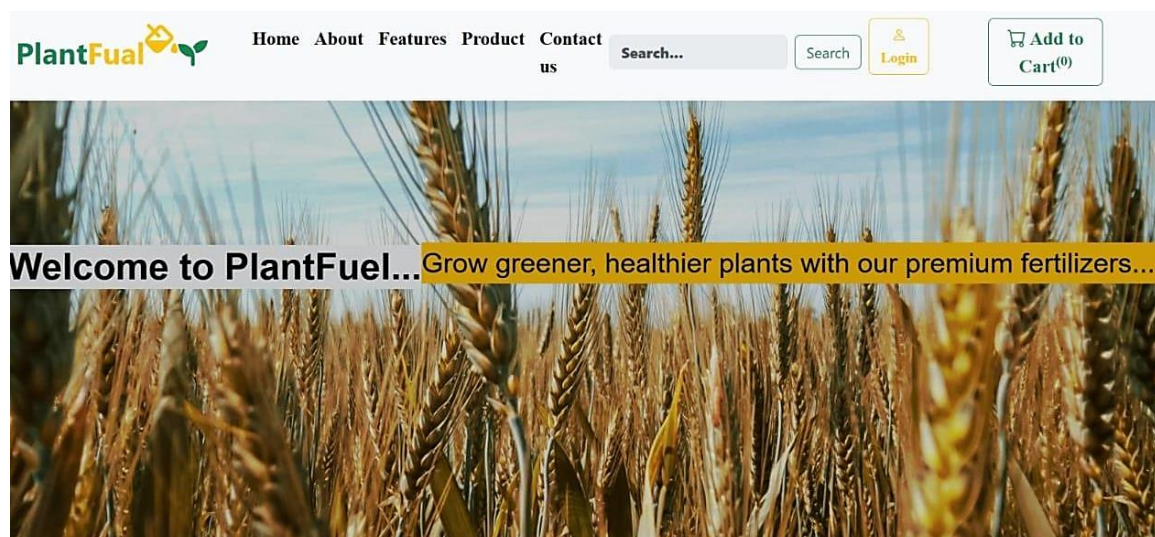 PlantFual
Home About Features Product Contact us
Search...
Search
Login
Add to
Cart(0)
Welcome to PlantFuel...
Grow greener, healthier plants with our premium fertilizers...